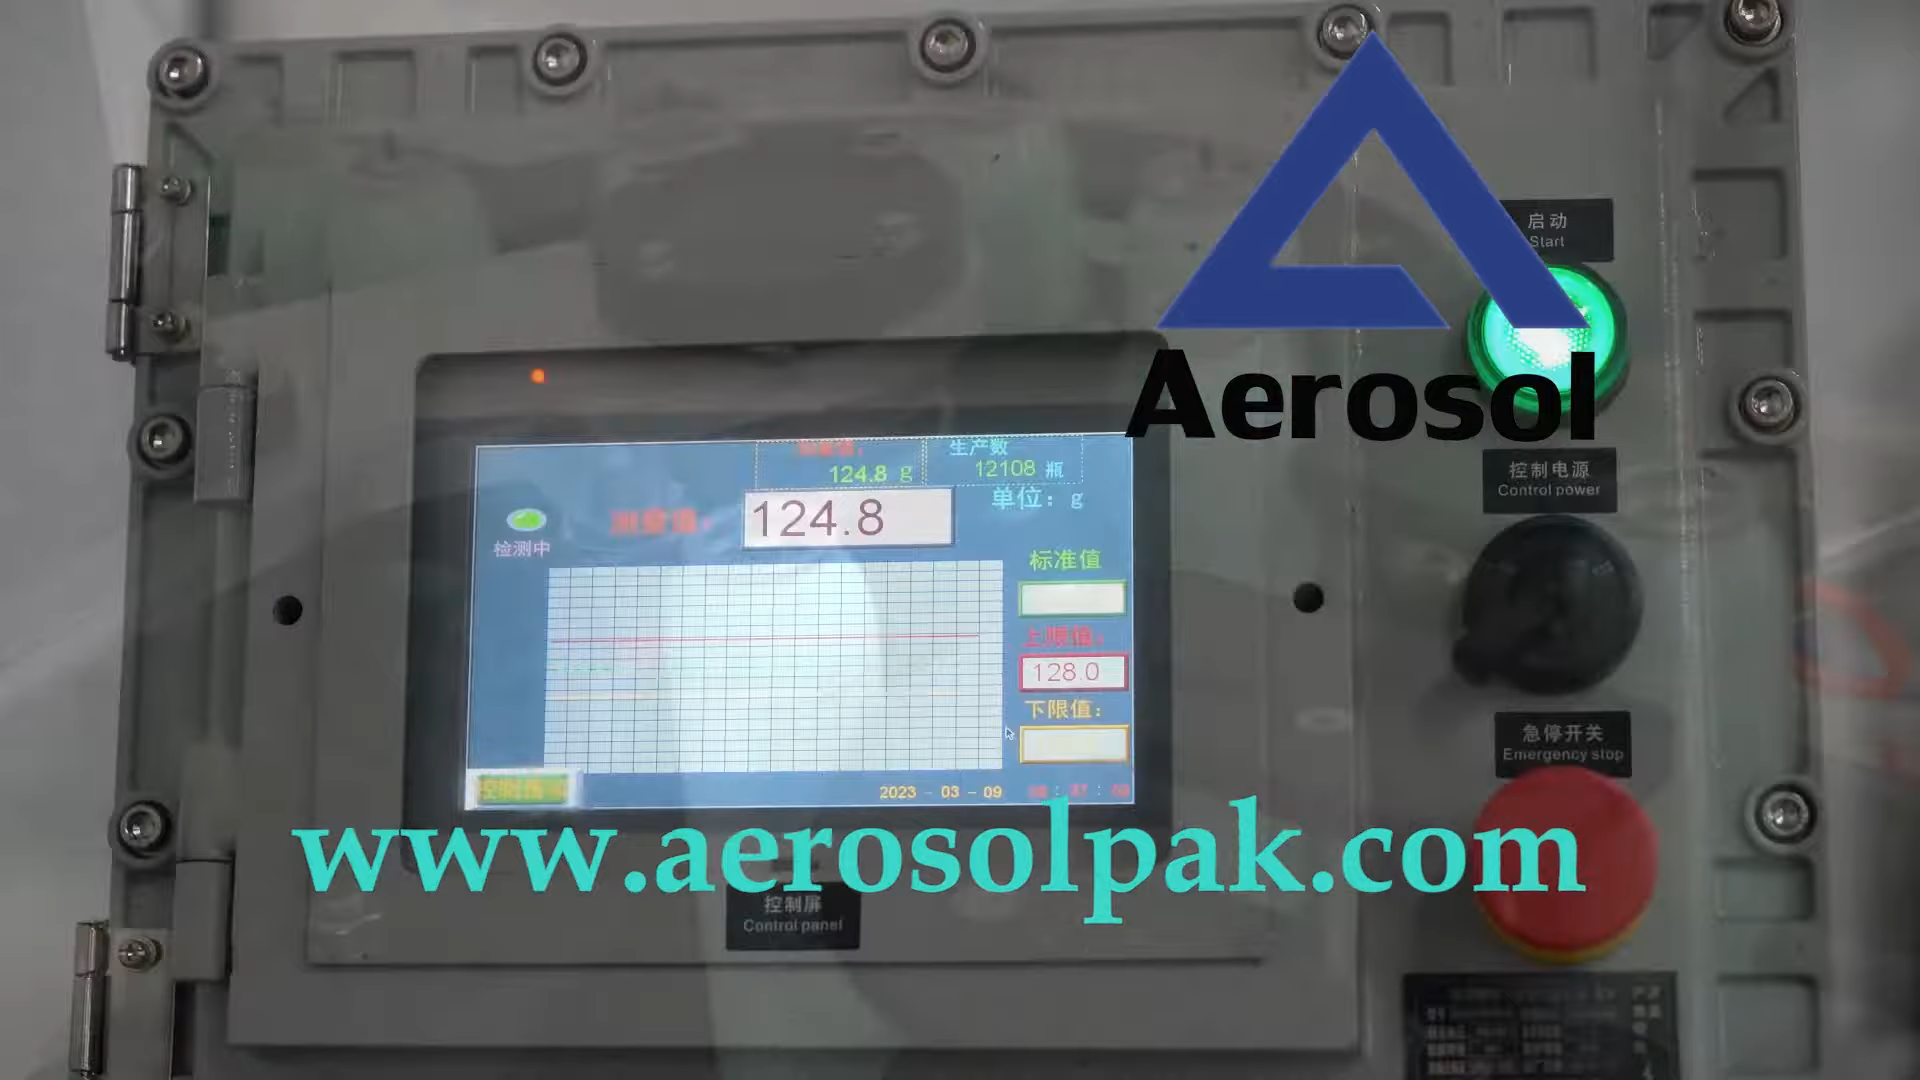 启动
Start
Aerosol
控制电源
Control power
生产数
124.8 g
12108 瓶
单位：g
测量值：
124.8
检测中
标准值
上限值：
128.0
下限值：
2023 - 03 - 09
急停开关
Emergency stop
www.aerosolpak.com
控制屏
Control panel